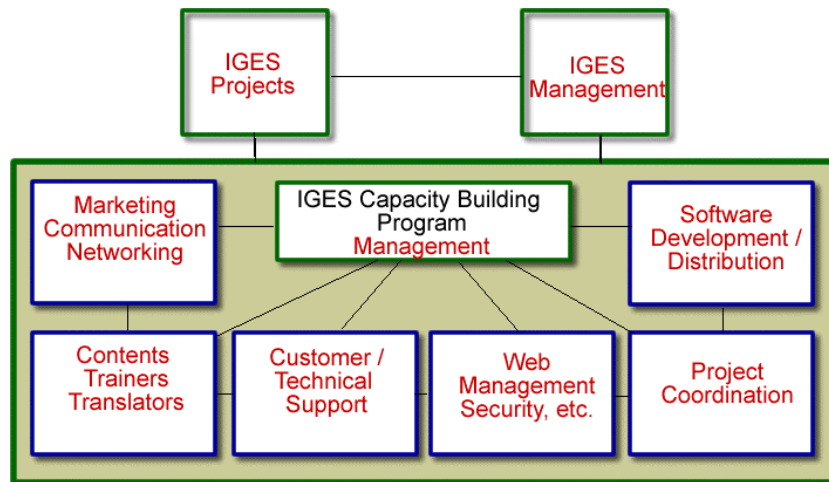 IGES
Projects
IGES
Management
Marketing
Communication
Networking
IGES Capacity Building
Program
Management
Software
Development /
Distribution
Contents
Trainers
Translators
Customer /
Technical
Support
Web
Management
Security, etc.
Project
Coordination